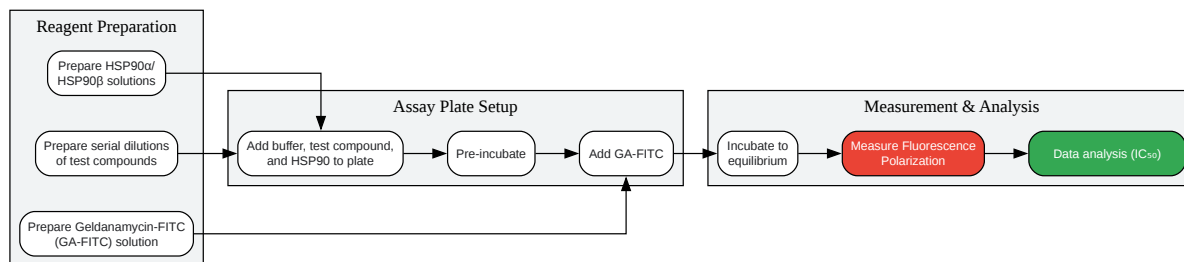 Reagent Preparation
Prepare HSP90α/
HSP90β solutions
Prepare serial dilutions
of test compounds
Prepare Geldanamycin-FITC
(GA-FITC) solution
Assay Plate Setup
Add buffer, test compound,
and HSP90 to plate
Pre-incubate
Add GA-FITC
Measurement & Analysis
Incubate to
equilibrium
Measure Fluorescence
Polarization
Data analysis (IC₅₀)